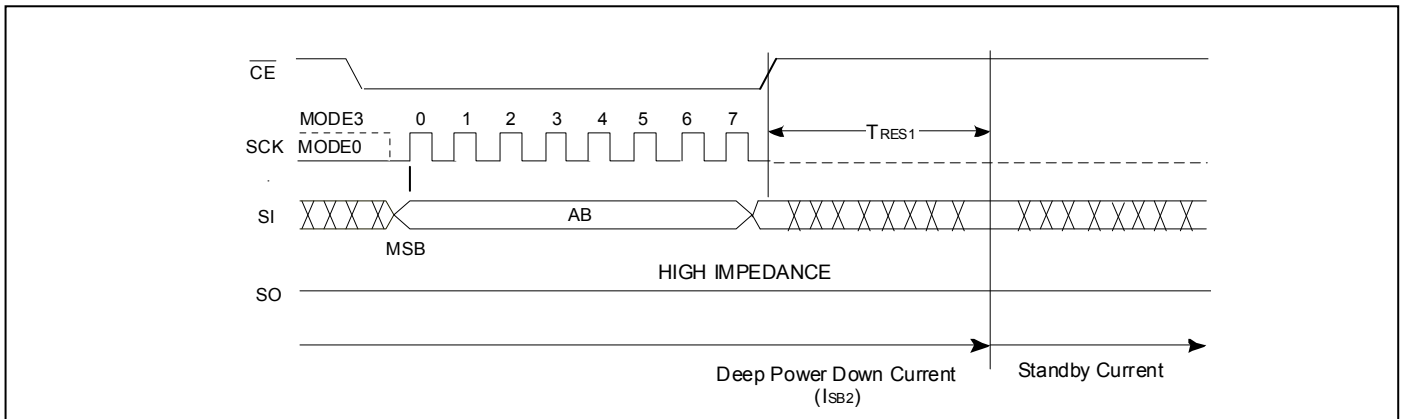 CE
MODE3 0 1 2 3 4 5 6 7
SCK MODE0 TRES1
SI AB
MSB
HIGH IMPEDANCE
SO
Deep Power Down Current Standby Current
(ISB2)